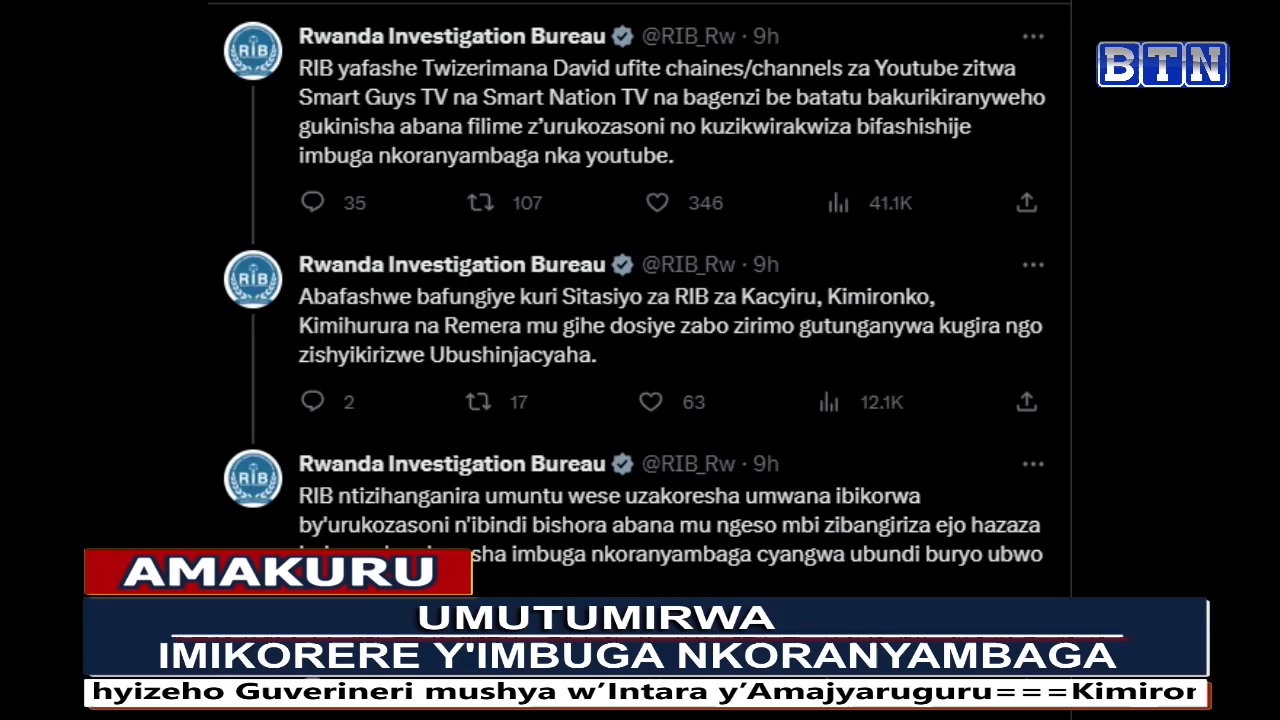 Rwanda Investigation Bureau @RIB_Rw · 9h
RIB
BTN
RIB yafashe Twizerimana David ufite chaines/channels za Youtube zitwa
Smart Guys TV na Smart Nation TV na bagenzi be batatu bakurikiranyweho
gukinisha abana filime z’urukozasoni no kuzikwirakwiza bifashishije
imbuga nkoranyambaga nka youtube.
35 107 346 41.1K
Rwanda Investigation Bureau @RIB_Rw · 9h
RIB
Abafashwe bafungiye kuri Sitasiyo za RIB za Kacyiru, Kimironko,
Kimihurura na Remera mu gihe dosiye zabo zirimo gutunganywa kugira ngo
zishyikirizwe Ubushinjacyaha.
2 17 63 12.1K
Rwanda Investigation Bureau @RIB_Rw · 9h
RIB
RIB ntizihanganira umuntu wese uzakoresha umwana ibikorwa
by'urukozasoni n'ibindi bishora abana mu ngeso mbi zibangiriza ejo hazaza
sha imbuga nkoranyambaga cyangwa ubundi buryo ubwo
AMAKURU
UMUTUMIRWA
IMIKORERE Y'IMBUGA NKORANYAMBAGA
hyizeho Guverineri mushya w’Intara y’Amajyaruguru===Kimiror